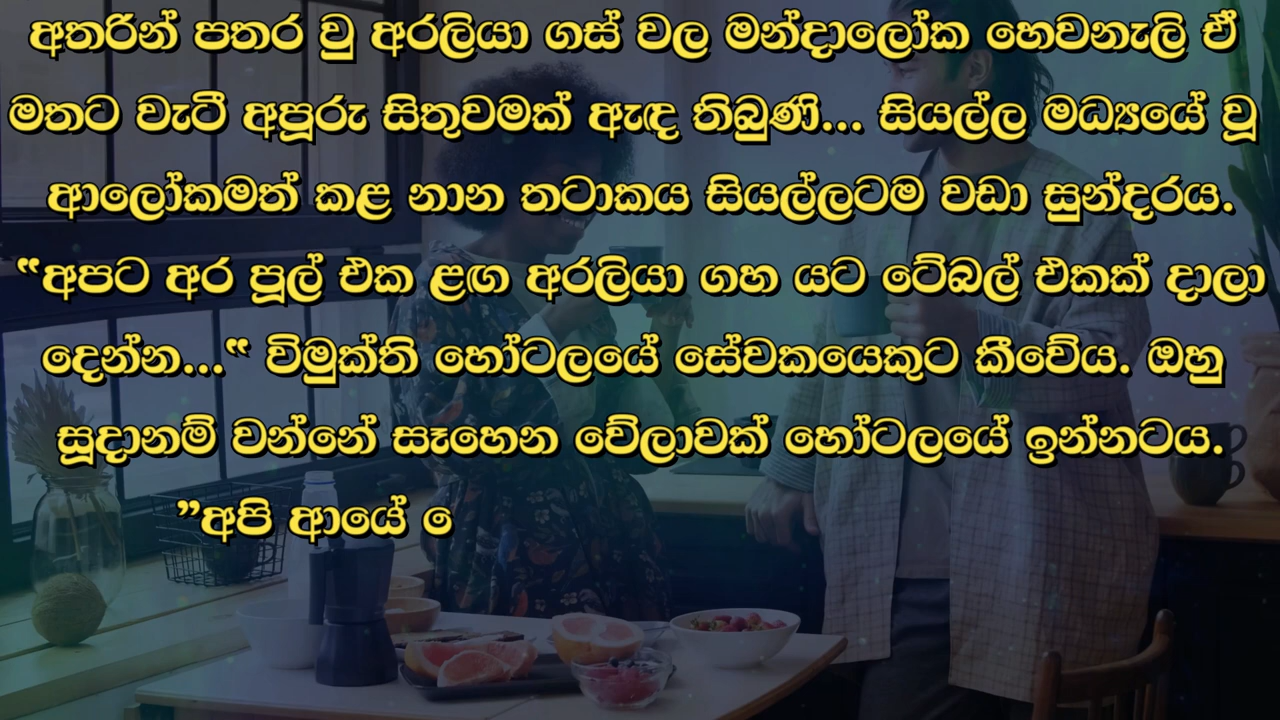 අතරින් පතර වු අරලියා ගස් වල මන්දාලෝක හෙවනැලි ඒ
මතට වැටී අපූරු සිතුවමක් ඇඳ තිබුණි... සියල්ල මධ්‍යයේ වූ
ආලෝකමත් කළ නාන තටාකය සියල්ලටම වඩා සුන්දරය.
“අපට අර පූල් එක ළඟ අරලියා ගහ යට ටේබල් එකක් දාලා
දෙන්න...“ විමුක්ති හෝටලයේ සේවකයෙකුට කීවේය. ඔහු
සූදානම් වන්නේ සෑහෙන වේලාවක් හෝටලයේ ඉන්නටය.
”අපි ආයේ ෙ